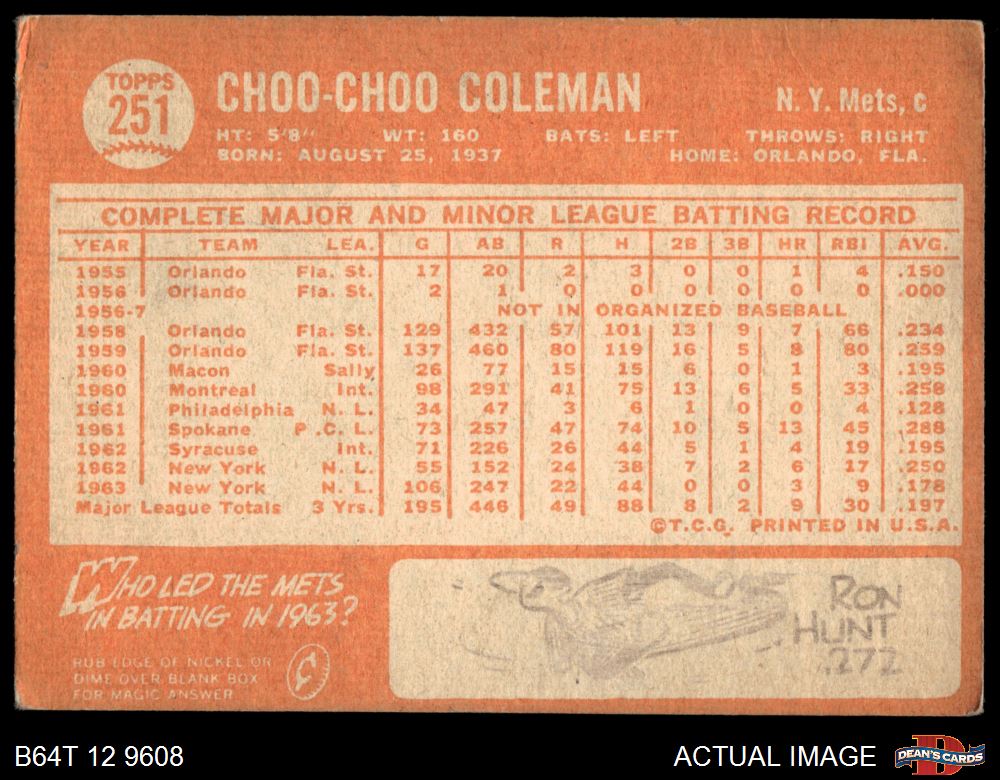 TOPPS
251
CHOO-CHOO COLEMAN
N. Y. Mets, c
HT: 5'8" WT: 160 BATS: LEFT THROWS: RIGHT
BORN: AUGUST 25, 1937 HOME: ORLANDO, FLA.
COMPLETE MAJOR AND MINOR LEAGUE BATTING RECORD
YEAR TEAM LEA. G AB R H 2B 3B HR RBI AVG.
1955 Orlando Fla. St. 17 20 2 3 0 0 1 4 .150
1956 Orlando Fla. St. 2 1 0 0 0 0 0 0 .000
1956-7 NOT IN ORGANIZED BASEBALL
1958 Orlando Fla. St. 129 432 57 101 13 9 7 66 .234
1959 Orlando Fla. St. 137 460 80 119 16 5 8 80 .259
1960 Macon Sally 26 77 15 15 6 0 1 3 .195
1960 Montreal Int. 98 291 41 75 13 6 5 33 .258
1961 Philadelphia N. L. 34 47 3 6 1 0 0 4 .128
1961 Spokane P .C. L. 73 257 47 74 10 5 13 45 .288
1962 Syracuse Int. 71 226 26 44 5 1 4 19 .195
1962 New York N. L. 55 152 24 38 7 2 6 17 .250
1963 New York N. L. 106 247 22 44 0 0 3 9 .178
Major League Totals 3 Yrs. 195 446 49 88 8 2 9 30 .197
©T.C.G. PRINTED IN U.S.A.
WHO LED THE METS
IN BATTING IN 1963?
RUB EDGE OF NICKEL OR
DIME OVER BLANK BOX
FOR MAGIC ANSWER
RON
HUNT
.272
B64T 12 9608
ACTUAL IMAGE
DEAN'S CARDS